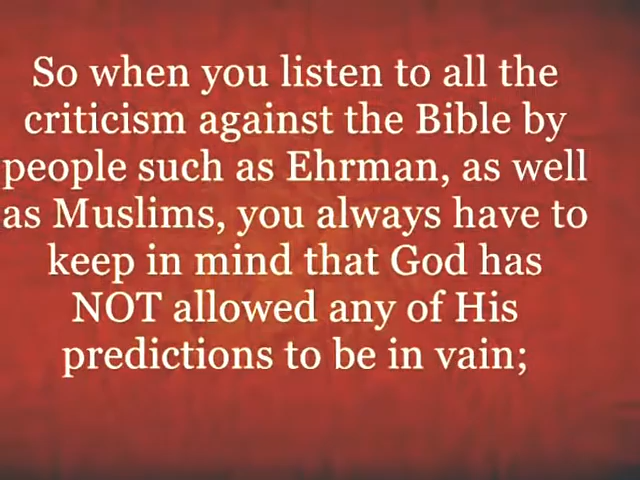 So when you listen to all the
criticism against the Bible by
people such as Ehrman, as well
as Muslims, you always have to
keep in mind that God has
NOT allowed any of His
predictions to be in vain;